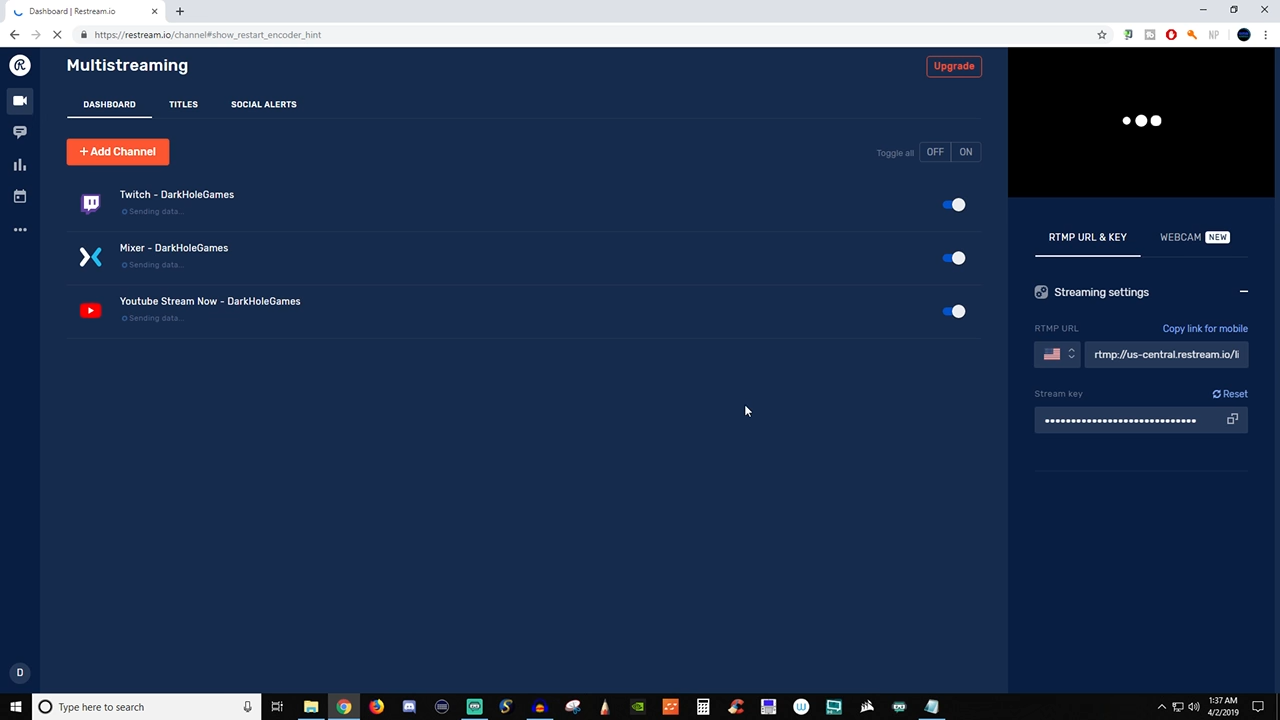 Dashboard | Restream.io
https://restream.io/channel#show_restart_encoder_hint
NP
Multistreaming
Upgrade
DASHBOARD
TITLES
SOCIAL ALERTS
+ Add Channel
Toggle all
OFF
ON
Twitch - DarkHoleGames
Sending data...
Mixer - DarkHoleGames
Sending data...
Youtube Stream Now - DarkHoleGames
Sending data...
RTMP URL & KEY
WEBCAM NEW
Streaming settings
RTMP URL
Copy link for mobile
rtmp://us-central.restream.io/li
Stream key
Reset
D
Type here to search
1:37 AM
4/2/2019